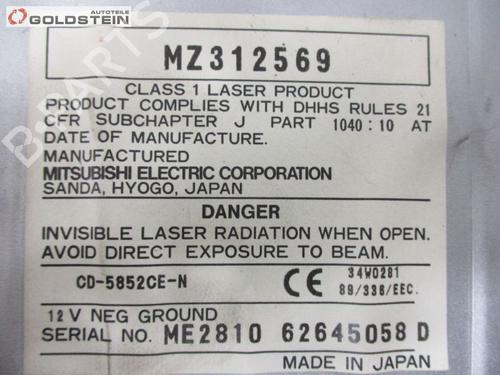 GOLDSTEIN
AUTOTEILE
B-PARTS
MZ312569
CLASS 1 LASER PRODUCT
PRODUCT COMPLIES WITH DHHS RULES 21
CFR SUBCHAPTER J PART 1040:10 AT
DATE OF MANUFACTURE.
MANUFACTURED
MITSUBISHI ELECTRIC CORPORATION
SANDA, HYOGO, JAPAN
DANGER
INVISIBLE LASER RADIATION WHEN OPEN.
AVOID DIRECT EXPOSURE TO BEAM.
CD-5852CE-N
CE 34W0281
89/336/EEC.
12V NEG GROUND
SERIAL NO. ME2810 62645058 D
MADE IN JAPAN